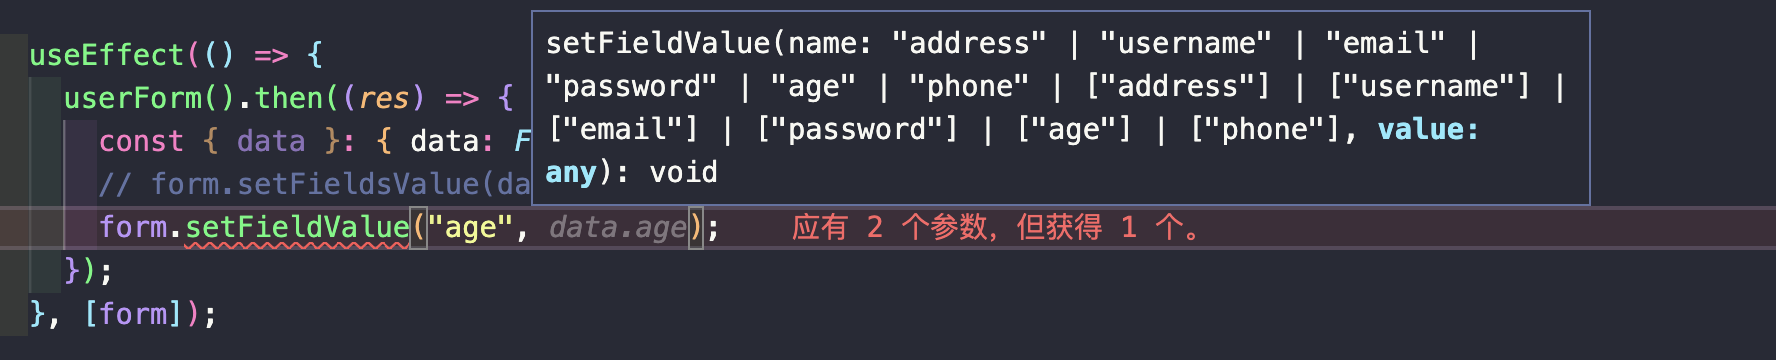 useEffect(() => {
userForm().then((res) => {
const { data }: { data: F
// form.setFieldsValue(da
form.setFieldValue("age", data.age); 应有 2 个参数，但获得 1 个。
});
}, [form]);
setFieldValue(name: "address" | "username" | "email" |
"password" | "age" | "phone" | ["address"] | ["username"] |
["email"] | ["password"] | ["age"] | ["phone"], value:
any): void